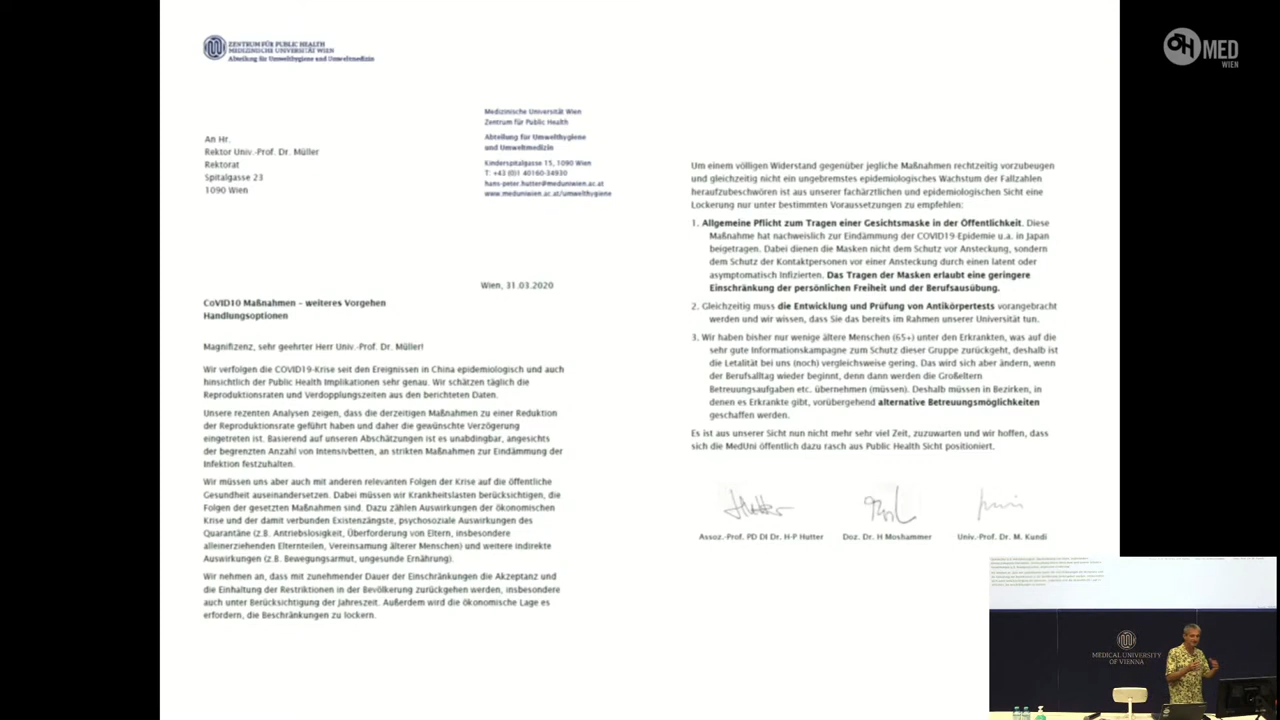 ZENTRUM FÜR PUBLIC HEALTH
MEDIZINISCHE UNIVERSITÄT WIEN
Abteilung für Umwelthygiene und Umweltmedizin
ÖH MED
WIEN
Medizinische Universität Wien
Zentrum für Public Health
Abteilung für Umwelthygiene
und Umweltmedizin
Kinderspitalgasse 15, 1090 Wien
T: +43 (0)1 40160-34930
hans-peter.hutter@meduniwien.ac.at
www.meduniwien.ac.at/umwelthygiene
An Hr.
Rektor Univ.-Prof. Dr. Müller
Rektorat
Spitalgasse 23
1090 Wien
Wien, 31.03.2020
CoVID10 Maßnahmen – weiteres Vorgehen
Handlungsoptionen
Magnifizenz, sehr geehrter Herr Univ.-Prof. Dr. Müller!
Wir verfolgen die COVID19-Krise seit den Ereignissen in China epidemiologisch und auch
hinsichtlich der Public Health Implikationen sehr genau. Wir schätzen täglich die
Reproduktionsraten und Verdopplungszeiten aus den berichteten Daten.
Unsere rezenten Analysen zeigen, dass die derzeitigen Maßnahmen zu einer Reduktion
der Reproduktionsrate geführt haben und daher die gewünschte Verzögerung
eingetreten ist. Basierend auf unseren Abschätzungen ist es unabdingbar, angesichts
der begrenzten Anzahl von Intensivbetten, an strikten Maßnahmen zur Eindämmung der
Infektion festzuhalten.
Wir müssen uns aber auch mit anderen relevanten Folgen der Krise auf die öffentliche
Gesundheit auseinandersetzen. Dabei müssen wir Krankheitslasten berücksichtigen, die
Folgen der gesetzten Maßnahmen sind. Dazu zählen Auswirkungen der ökonomischen
Krise und der damit verbunden Existenzängste, psychosoziale Auswirkungen des
Quarantäne (z.B. Antriebslosigkeit, Überforderung von Eltern, insbesondere
alleinerziehenden Elternteilen, Vereinsamung älterer Menschen) und weitere indirekte
Auswirkungen (z.B. Bewegungsarmut, ungesunde Ernährung).
Wir nehmen an, dass mit zunehmender Dauer der Einschränkungen die Akzeptanz und
die Einhaltung der Restriktionen in der Bevölkerung zurückgehen werden, insbesondere
auch unter Berücksichtigung der Jahreszeit. Außerdem wird die ökonomische Lage es
erfordern, die Beschränkungen zu lockern.
Um einem völligen Widerstand gegenüber jegliche Maßnahmen rechtzeitig vorzubeugen
und gleichzeitig nicht ein ungebremstes epidemiologisches Wachstum der Fallzahlen
heraufzubeschwören ist aus unserer fachärztlichen und epidemiologischen Sicht eine
Lockerung nur unter bestimmten Voraussetzungen zu empfehlen:
1. Allgemeine Pflicht zum Tragen einer Gesichtsmaske in der Öffentlichkeit. Diese
Maßnahme hat nachweislich zur Eindämmung der COVID19-Epidemie u.a. in Japan
beigetragen. Dabei dienen die Masken nicht dem Schutz vor Ansteckung, sondern
dem Schutz der Kontaktpersonen vor einer Ansteckung durch einen latent oder
asymptomatisch Infizierten. Das Tragen der Masken erlaubt eine geringere
Einschränkung der persönlichen Freiheit und der Berufsausübung.
2. Gleichzeitig muss die Entwicklung und Prüfung von Antikörpertests vorangebracht
werden und wir wissen, dass Sie das bereits im Rahmen unserer Universität tun.
3. Wir haben bisher nur wenige ältere Menschen (65+) unter den Erkrankten, was auf die
sehr gute Informationskampagne zum Schutz dieser Gruppe zurückgeht, deshalb ist
die Letalität bei uns (noch) vergleichsweise gering. Das wird sich aber ändern, wenn
der Berufsalltag wieder beginnt, denn dann werden die Großeltern
Betreuungsaufgaben etc. übernehmen (müssen). Deshalb müssen in Bezirken, in
denen es Erkrankte gibt, vorübergehend alternative Betreuungsmöglichkeiten
geschaffen werden.
Es ist aus unserer Sicht nun nicht mehr sehr viel Zeit, zuzuwarten und wir hoffen, dass
sich die MedUni öffentlich dazu rasch aus Public Health Sicht positioniert.
Assoz.-Prof. PD DI Dr. H-P Hutter
Doz. Dr. H Moshammer
Univ.-Prof. Dr. M. Kundi
MEDICAL UNIVERSITY
OF VIENNA